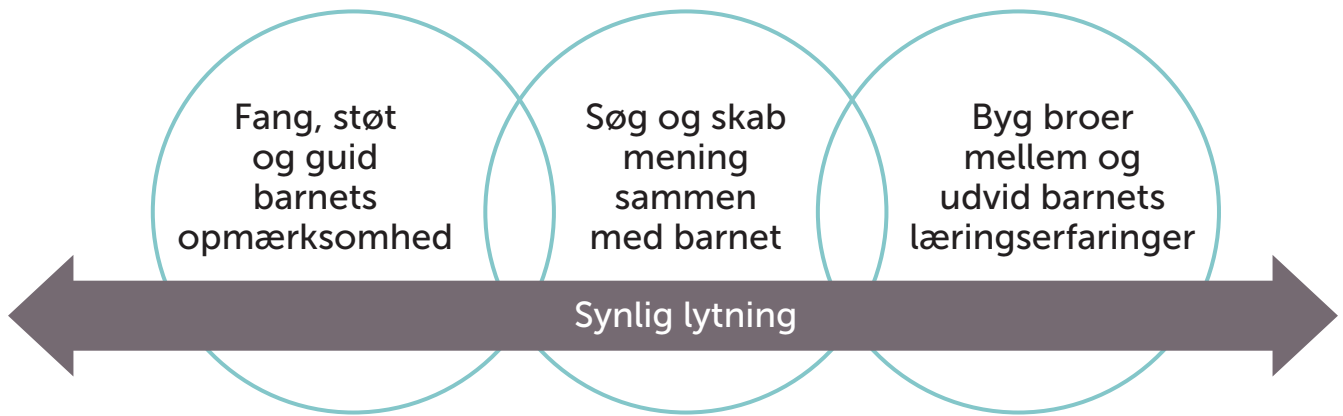 Fang, støt
og guid
barnets
opmærksomhed
Søg og skab
mening
sammen
med barnet
Byg broer
mellem og
udvid barnets
læringserfaringer
Synlig lytning